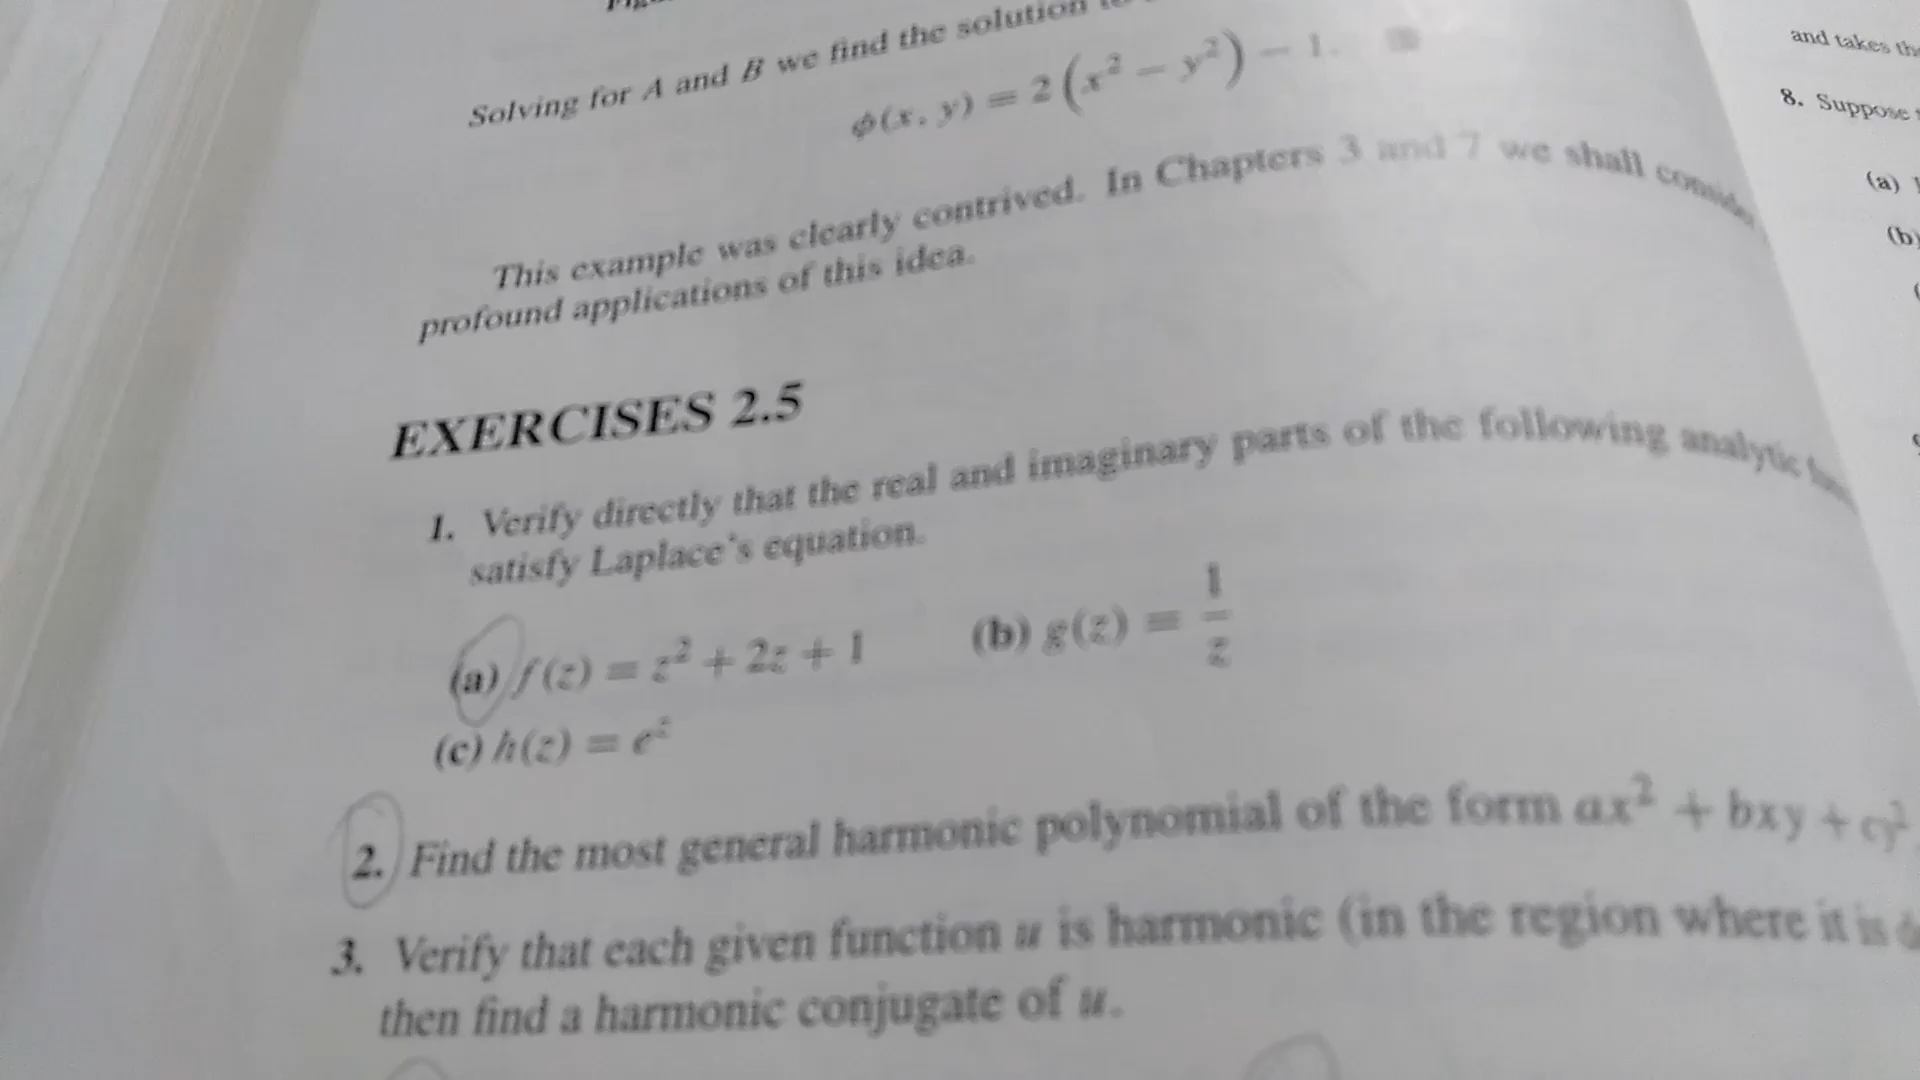 Solving for A and B we find the solution
ϕ(x, y) = 2(x² − y²) − 1.
This example was clearly contrived. In Chapters 3 and 7 we shall consider
profound applications of this idea.
EXERCISES 2.5
1. Verify directly that the real and imaginary parts of the following analytic
satisfy Laplace's equation.
(a) f(z) = z² + 2z + 1 (b) g(z) = 1/z
(c) h(z) = eᶻ
2. Find the most general harmonic polynomial of the form ax² + bxy + cy²
3. Verify that each given function u is harmonic (in the region where it is
then find a harmonic conjugate of u.
and takes
8. Suppose
(a)
(b)